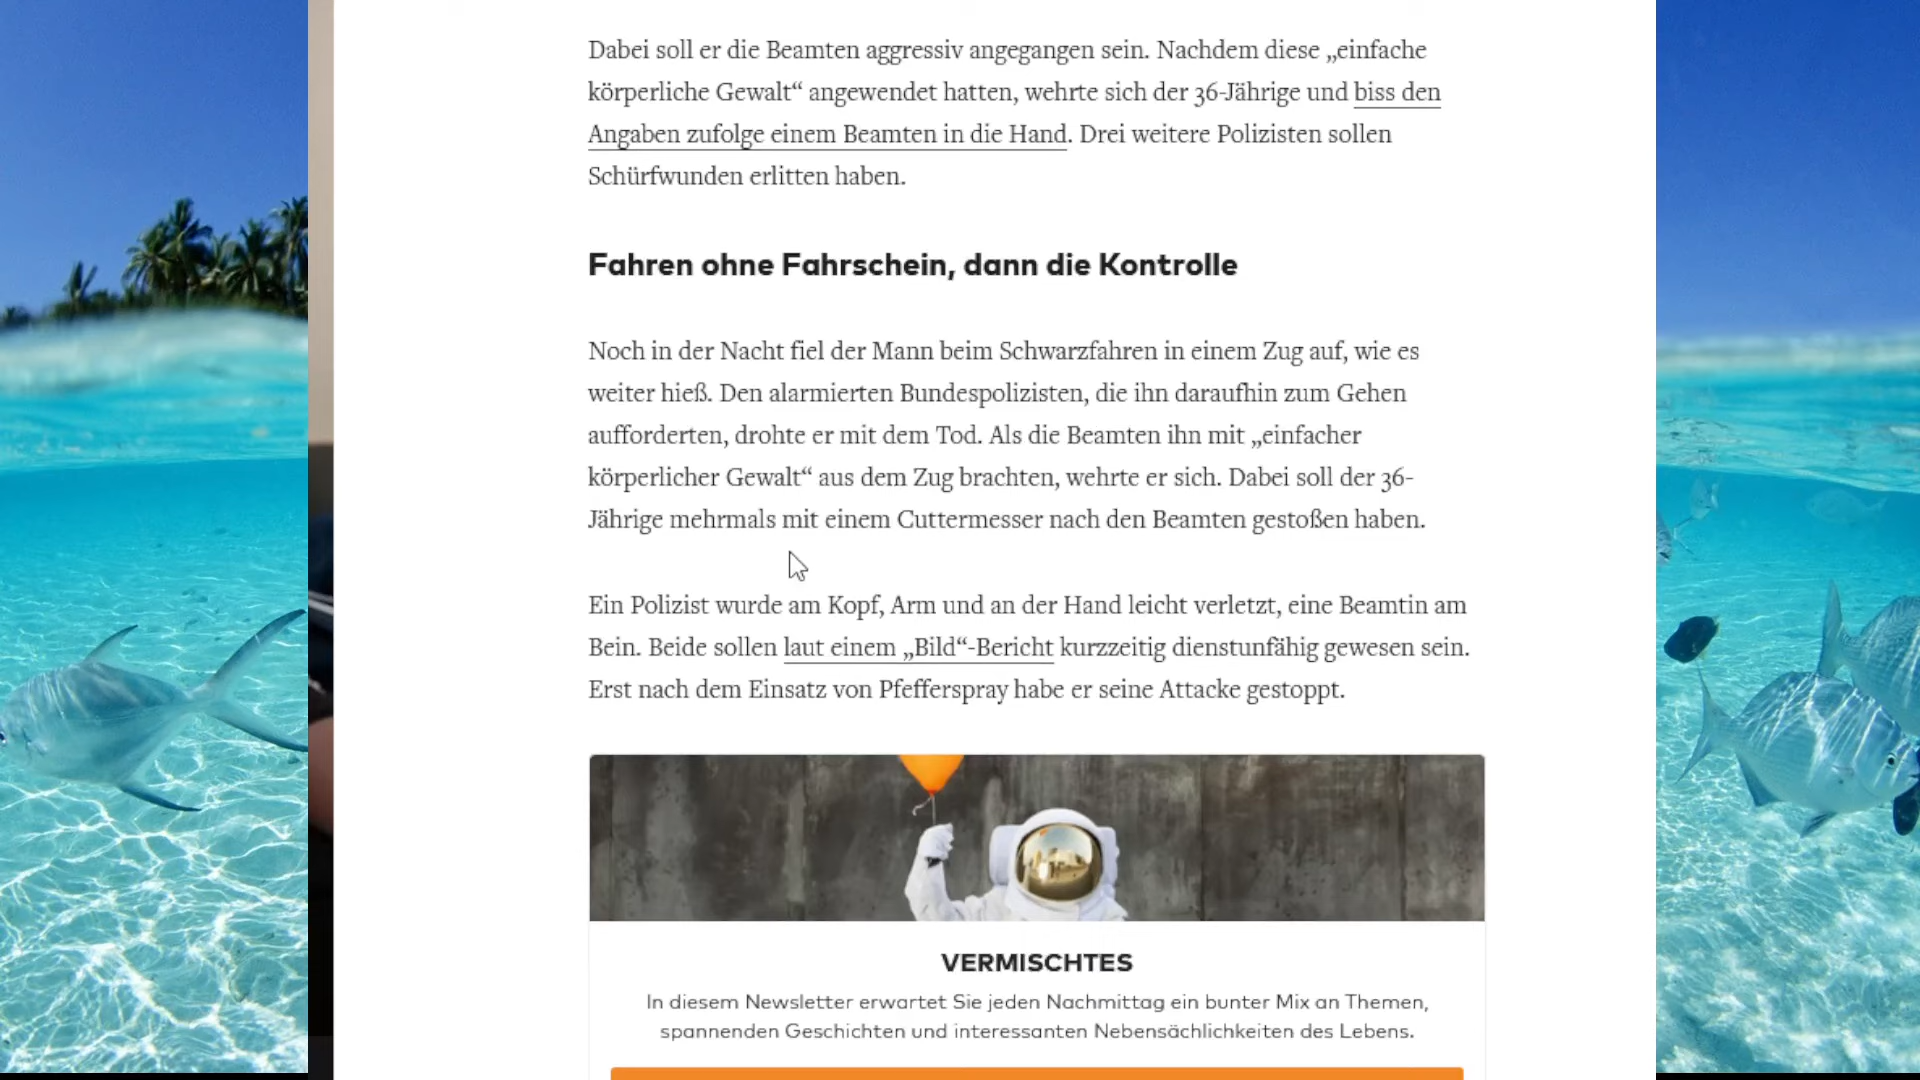 Dabei soll er die Beamten aggressiv angegangen sein. Nachdem diese „einfache
körperliche Gewalt“ angewendet hatten, wehrte sich der 36-Jährige und biss den
Angaben zufolge einem Beamten in die Hand. Drei weitere Polizisten sollen
Schürfwunden erlitten haben.
Fahren ohne Fahrschein, dann die Kontrolle
Noch in der Nacht fiel der Mann beim Schwarzfahren in einem Zug auf, wie es
weiter hieß. Den alarmierten Bundespolizisten, die ihn daraufhin zum Gehen
aufforderten, drohte er mit dem Tod. Als die Beamten ihn mit „einfacher
körperlicher Gewalt“ aus dem Zug brachten, wehrte er sich. Dabei soll der 36-
Jährige mehrmals mit einem Cuttermesser nach den Beamten gestoßen haben.
Ein Polizist wurde am Kopf, Arm und an der Hand leicht verletzt, eine Beamtin am
Bein. Beide sollen laut einem „Bild“-Bericht kurzzeitig dienstunfähig gewesen sein.
Erst nach dem Einsatz von Pfefferspray habe er seine Attacke gestoppt.
VERMISCHTES
In diesem Newsletter erwartet Sie jeden Nachmittag ein bunter Mix an Themen,
spannenden Geschichten und interessanten Nebensächlichkeiten des Lebens.